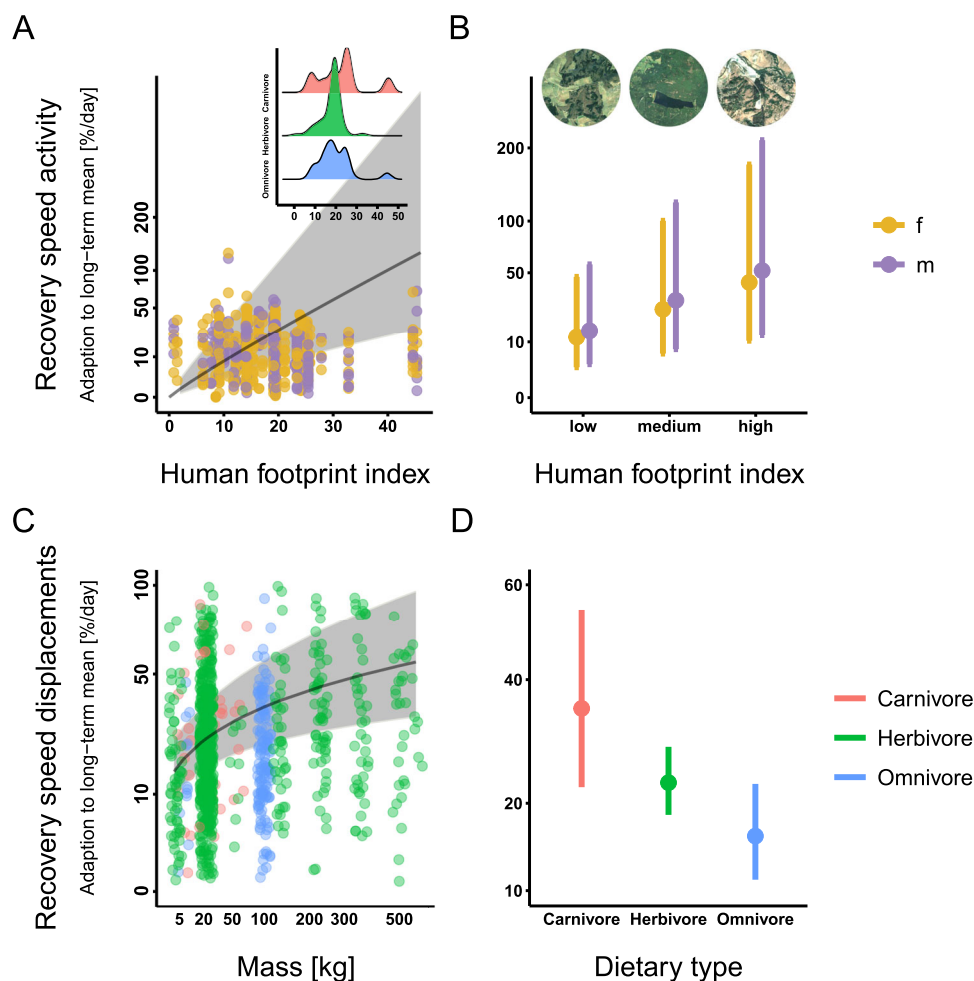 A
Recovery speed activity
Adaption to long−term mean [%/day]
200
100
50
10
0
0 10 20 30 40
Human footprint index
Carnivore
Herbivore
Omnivore
0 10 20 30 40 50
B
200
100
50
10
0
low medium high
Human footprint index
f
m
C
Recovery speed displacements
Adaption to long−term mean [%/day]
100
50
10
0
5 20 50 100 200 300 500
Mass [kg]
D
60
40
20
10
Carnivore Herbivore Omnivore
Dietary type
Carnivore
Herbivore
Omnivore